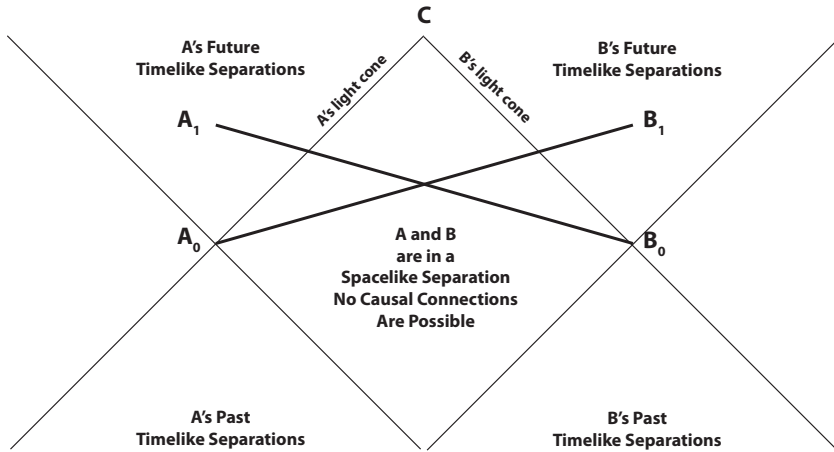 C
A's Future
Timelike Separations
B's Future
Timelike Separations
A's light cone
B's light cone
A₁
B₁
A₀
B₀
A and B
are in a
Spacelike Separation
No Causal Connections
Are Possible
A's Past
Timelike Separations
B's Past
Timelike Separations